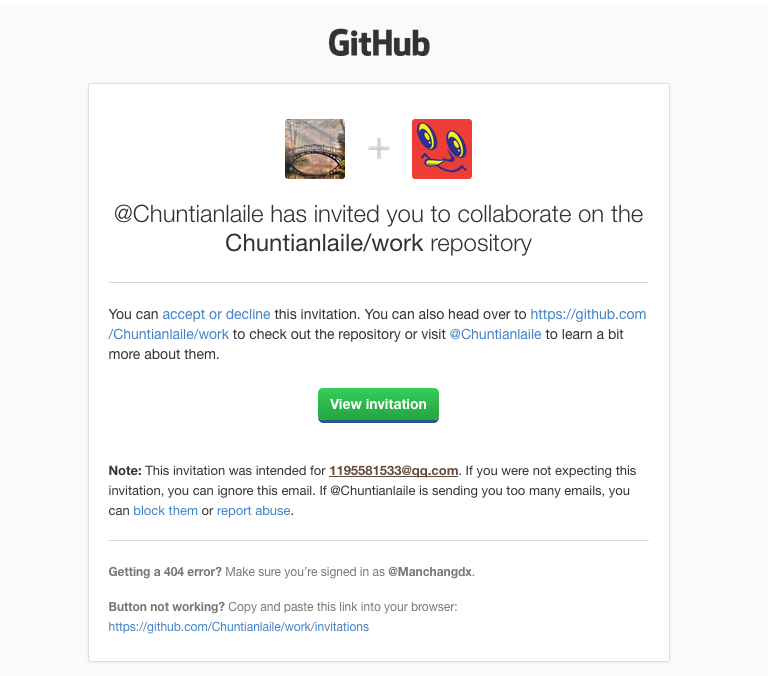 GitHub
@Chuntianlaile has invited you to collaborate on the
Chuntianlaile/work repository
You can accept or decline this invitation. You can also head over to https://github.com
/Chuntianlaile/work to check out the repository or visit @Chuntianlaile to learn a bit
more about them.
View invitation
Note: This invitation was intended for 1195581533@qq.com. If you were not expecting this
invitation, you can ignore this email. If @Chuntianlaile is sending you too many emails, you
can block them or report abuse.
Getting a 404 error? Make sure you’re signed in as @Manchangdx.
Button not working? Copy and paste this link into your browser:
https://github.com/Chuntianlaile/work/invitations